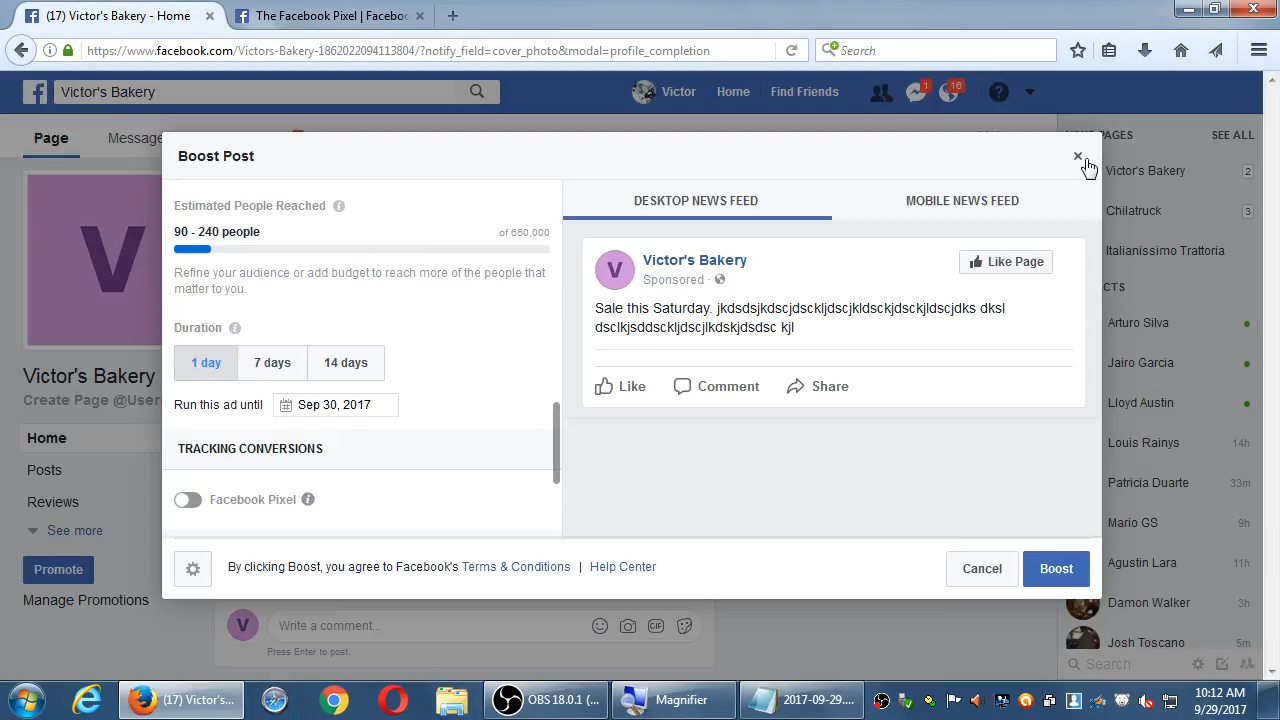 (17) Victor's Bakery - Home
The Facebook Pixel | Faceboo
https://www.facebook.com/Victors-Bakery-1862022094113804/?notify_field=cover_photo&modal=profile_completion
Search
Victor's Bakery
Victor
Home
Find Friends
1
16
Page
Message
PAGES
SEE ALL
Boost Post
Estimated People Reached
90 - 240 people
of 650,000
Refine your audience or add budget to reach more of the people that
matter to you.
Duration
1 day
7 days
14 days
Run this ad until
Sep 30, 2017
TRACKING CONVERSIONS
Facebook Pixel
DESKTOP NEWS FEED
MOBILE NEWS FEED
V
Victor's Bakery
Sponsored ·
Like Page
Sale this Saturday. jkdsdsjkdscjdsckljdscjkldsckjdsckjldscjdks dksl
dsclkjsddsckljdscjlkdskjdsdsc kjl
Like
Comment
Share
By clicking Boost, you agree to Facebook's Terms & Conditions | Help Center
Cancel
Boost
V
Victor's Bakery
Create Page @User
Home
Posts
Reviews
See more
Promote
Manage Promotions
V
Write a comment...
GIF
Press Enter to post.
Victor's Bakery
2
Chilatruck
3
Italianissimo Trattoria
Arturo Silva
Jairo Garcia
Lloyd Austin
Louis Rainys
14h
Patricia Duarte
33m
Mario GS
9h
Agustin Lara
11h
Damon Walker
3h
Josh Toscano
5m
Search
(17) Victor's...
OBS 18.0.1 (...
Magnifier
2017-09-29....
10:12 AM
9/29/2017